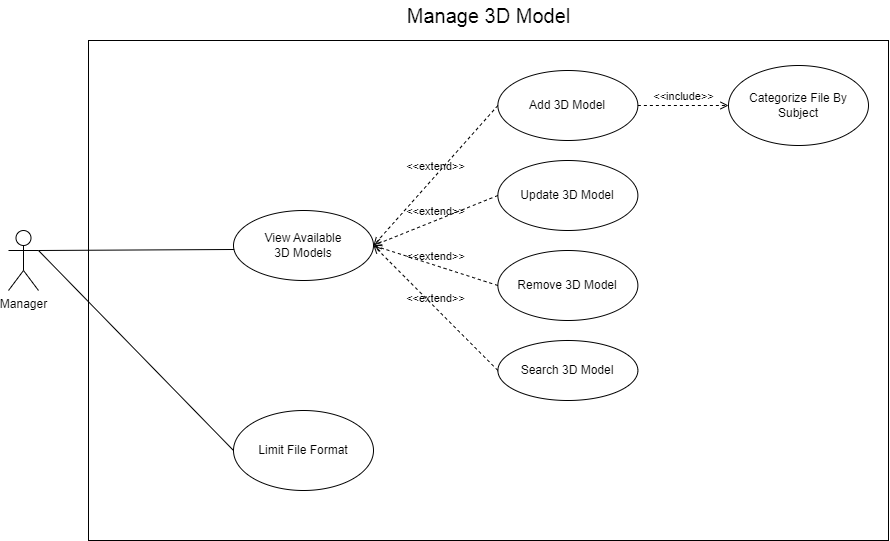 Manage 3D Model
Add 3D Model
<<include>>
Categorize File By
Subject
<<extend>>
Update 3D Model
<<extend>>
View Available
3D Models
<<extend>>
Remove 3D Model
<<extend>>
Manager
Search 3D Model
Limit File Format